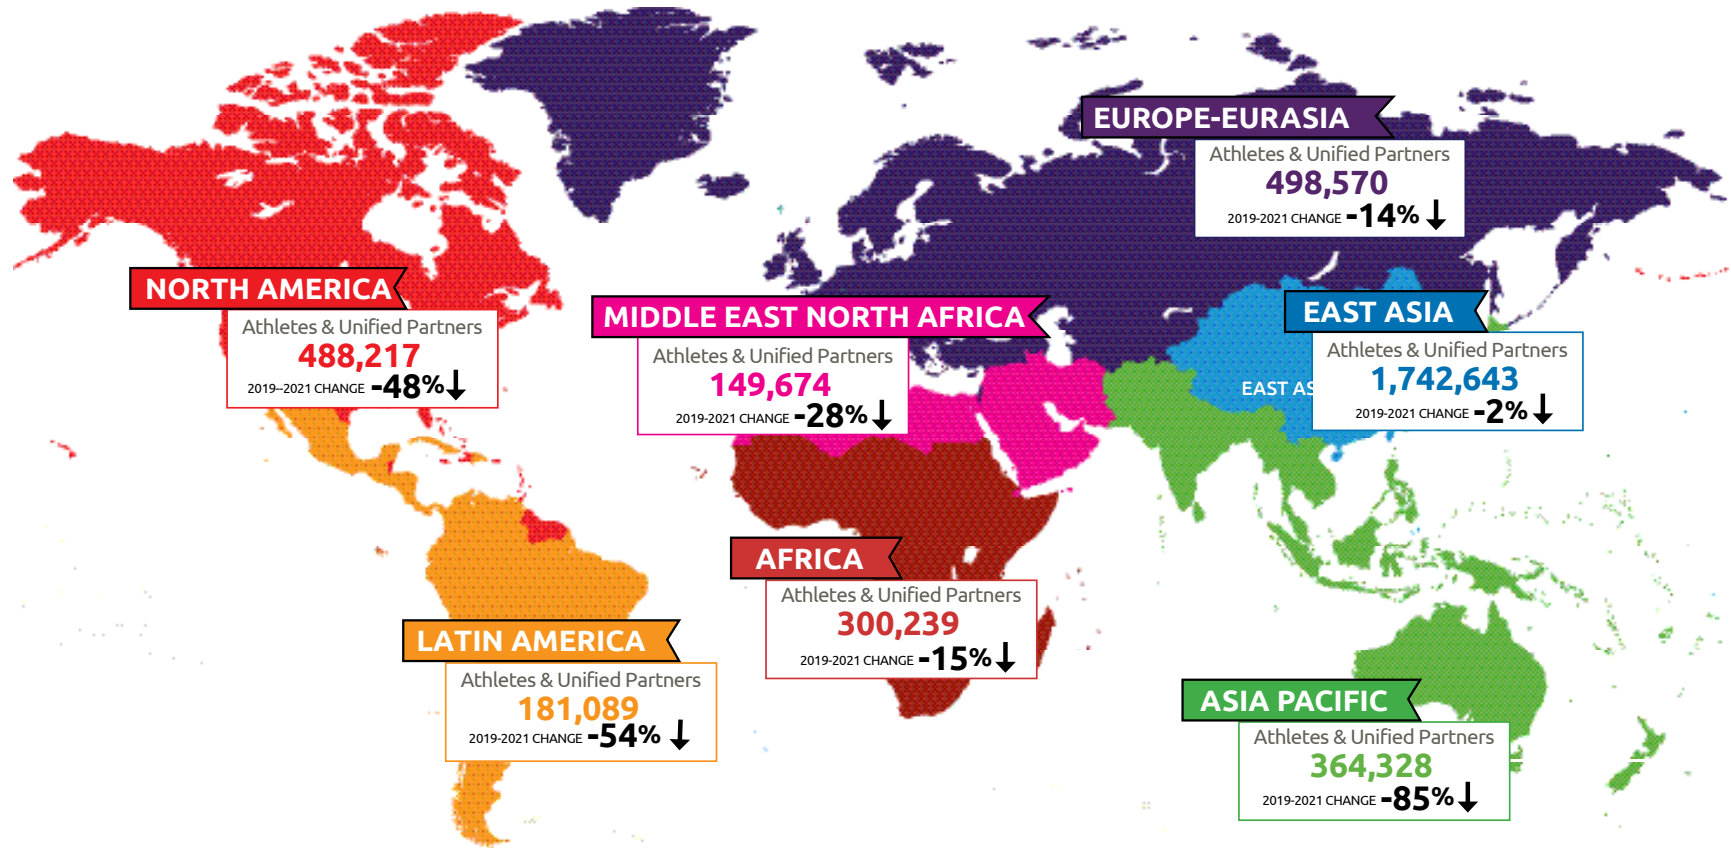 EUROPE-EURASIA
Athletes & Unified Partners
498,570
2019-2021 CHANGE -14%
NORTH AMERICA
Athletes & Unified Partners
488,217
2019–2021 CHANGE -48%
MIDDLE EAST NORTH AFRICA
Athletes & Unified Partners
149,674
2019-2021 CHANGE -28%
EAST ASIA
Athletes & Unified Partners
1,742,643
2019-2021 CHANGE -2%
EAST AS
AFRICA
Athletes & Unified Partners
300,239
2019-2021 CHANGE -15%
LATIN AMERICA
Athletes & Unified Partners
181,089
2019-2021 CHANGE -54%
ASIA PACIFIC
Athletes & Unified Partners
364,328
2019-2021 CHANGE -85%